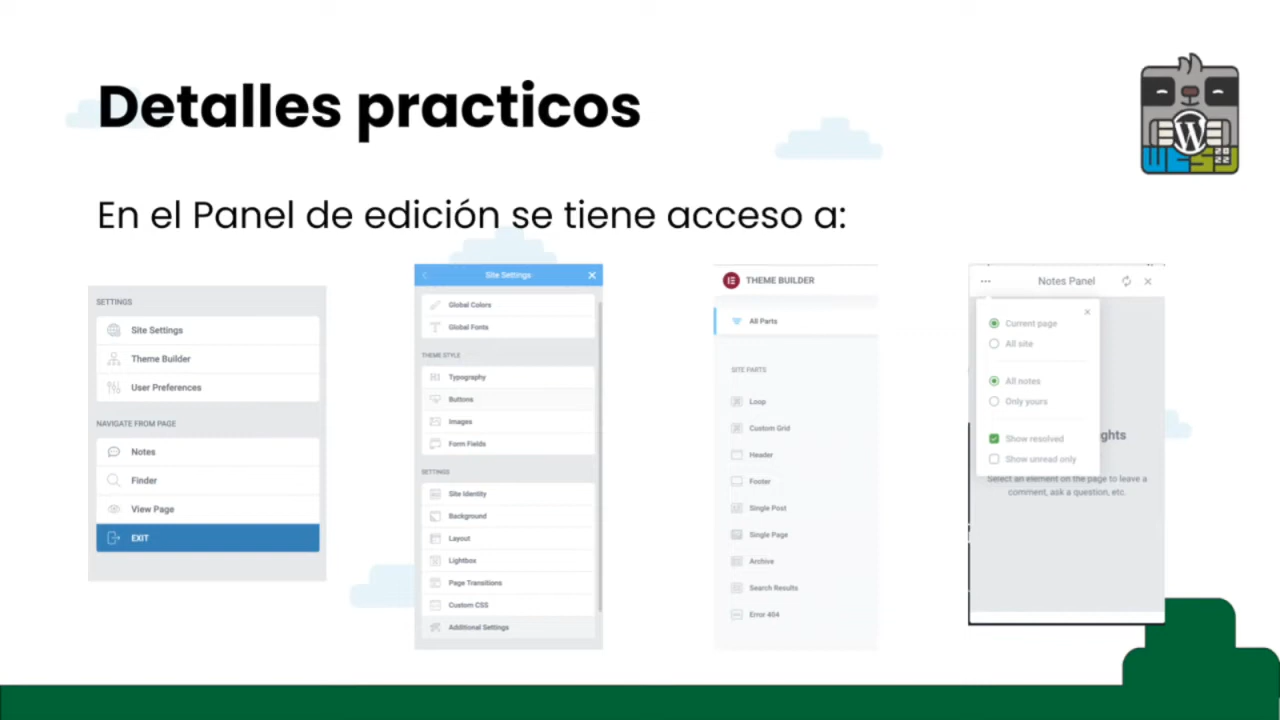 Detalles practicos
En el Panel de edición se tiene acceso a:
SETTINGS
Site Settings
Theme Builder
User Preferences
NAVIGATE FROM PAGE
Notes
Finder
View Page
EXIT
Site Settings
Global Colors
Global Fonts
THEME STYLE
Typography
Buttons
Images
Form Fields
SETTINGS
Site Identity
Background
Layout
Lightbox
Page Transitions
Custom CSS
Additional Settings
THEME BUILDER
All Parts
SITE PARTS
Loop
Custom Grid
Header
Footer
Single Post
Single Page
Archive
Search Results
Error 404
Notes Panel
Current page
All site
All notes
Only yours
Show resolved
Show unread only
ghts
Select an element on the page to leave a
comment, ask a question, etc.